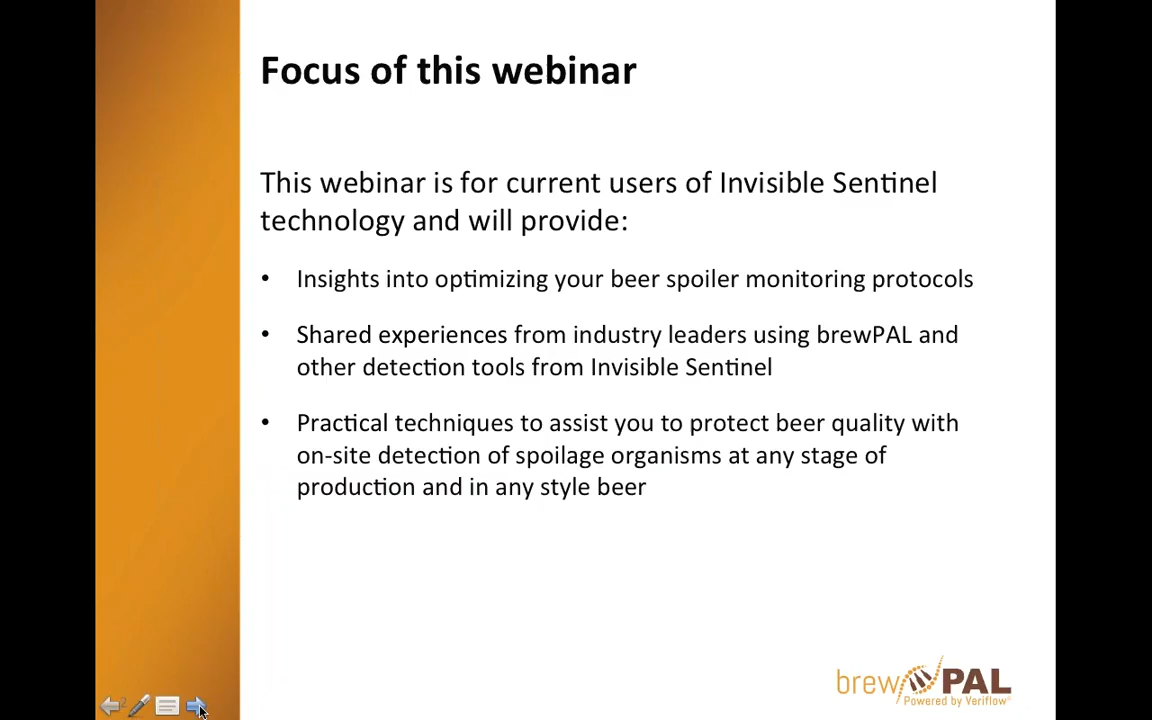 Focus of this webinar
This webinar is for current users of Invisible Sentinel
technology and will provide:
• Insights into optimizing your beer spoiler monitoring protocols
• Shared experiences from industry leaders using brewPAL and
other detection tools from Invisible Sentinel
• Practical techniques to assist you to protect beer quality with
on-site detection of spoilage organisms at any stage of
production and in any style beer
brewPAL
Powered by Veriflow®